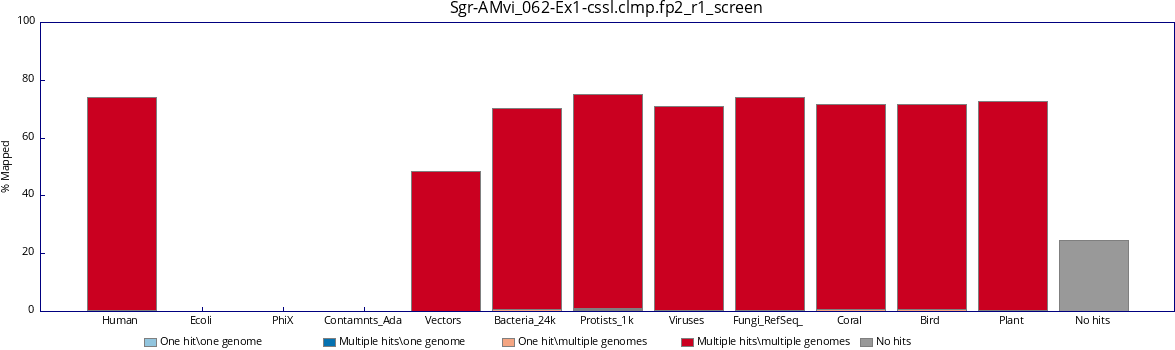 Sgr-AMvi_062-Ex1-cssl.clmp.fp2_r1_screen
100
80
60
40
20
0
% Mapped
Human Ecoli PhiX Contamnts_Ada Vectors Bacteria_24k Protists_1k Viruses Fungi_RefSeq_ Coral Bird Plant No hits
One hit\one genome Multiple hits\one genome One hit\multiple genomes Multiple hits\multiple genomes No hits